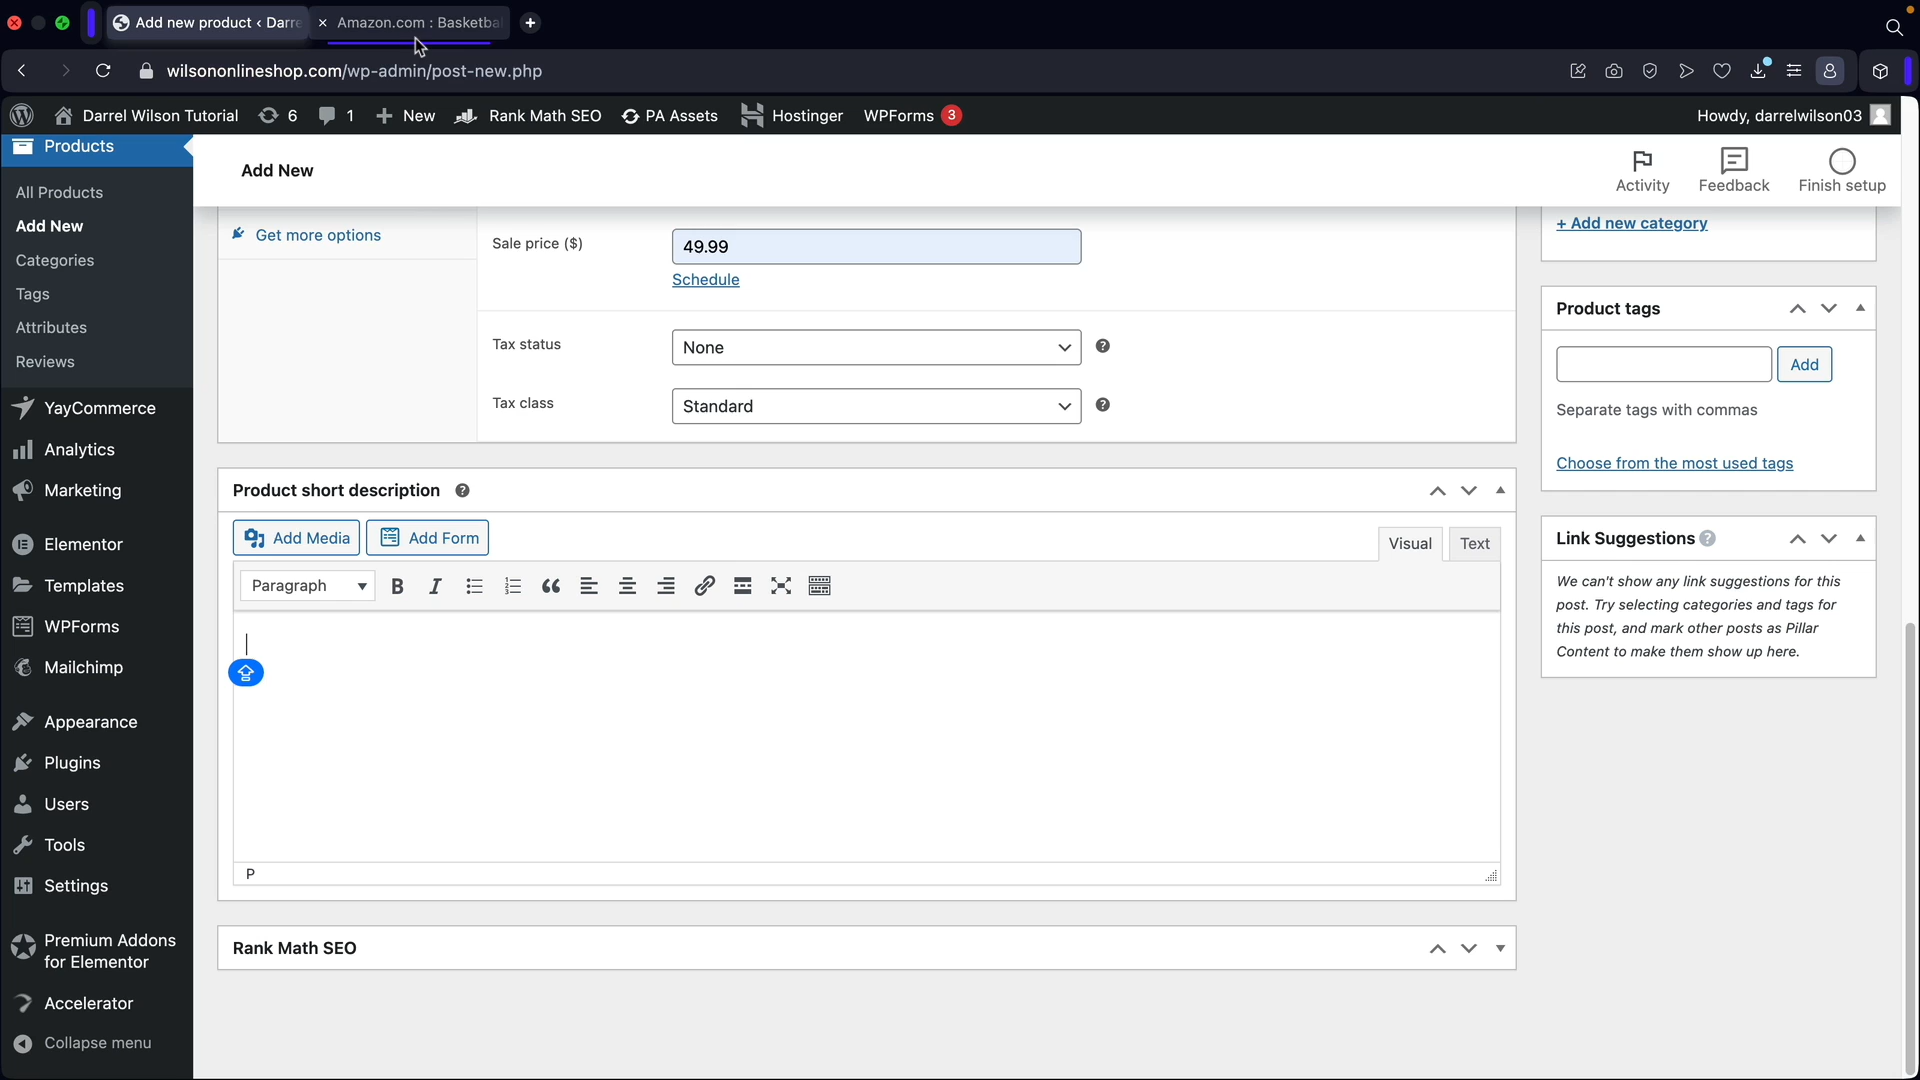 Add new product < Darre
Amazon.com : Basketba
wilsononlineshop.com/wp-admin/post-new.php
Darrel Wilson Tutorial
6
1
New
Rank Math SEO
PA Assets
Hostinger
WPForms
3
Howdy, darrelwilson03
Products
Add New
Activity
Feedback
Finish setup
All Products
Add New
Categories
Tags
Attributes
Reviews
YayCommerce
Analytics
Marketing
Elementor
Templates
WPForms
Mailchimp
Appearance
Plugins
Users
Tools
Settings
Premium Addons
for Elementor
Accelerator
Collapse menu
Get more options
Sale price ($)
49.99
Schedule
Tax status
None
Tax class
Standard
Product short description
Add Media
Add Form
Visual
Text
Paragraph
P
Rank Math SEO
+ Add new category
Product tags
Add
Separate tags with commas
Choose from the most used tags
Link Suggestions
We can't show any link suggestions for this
post. Try selecting categories and tags for
this post, and mark other posts as Pillar
Content to make them show up here.